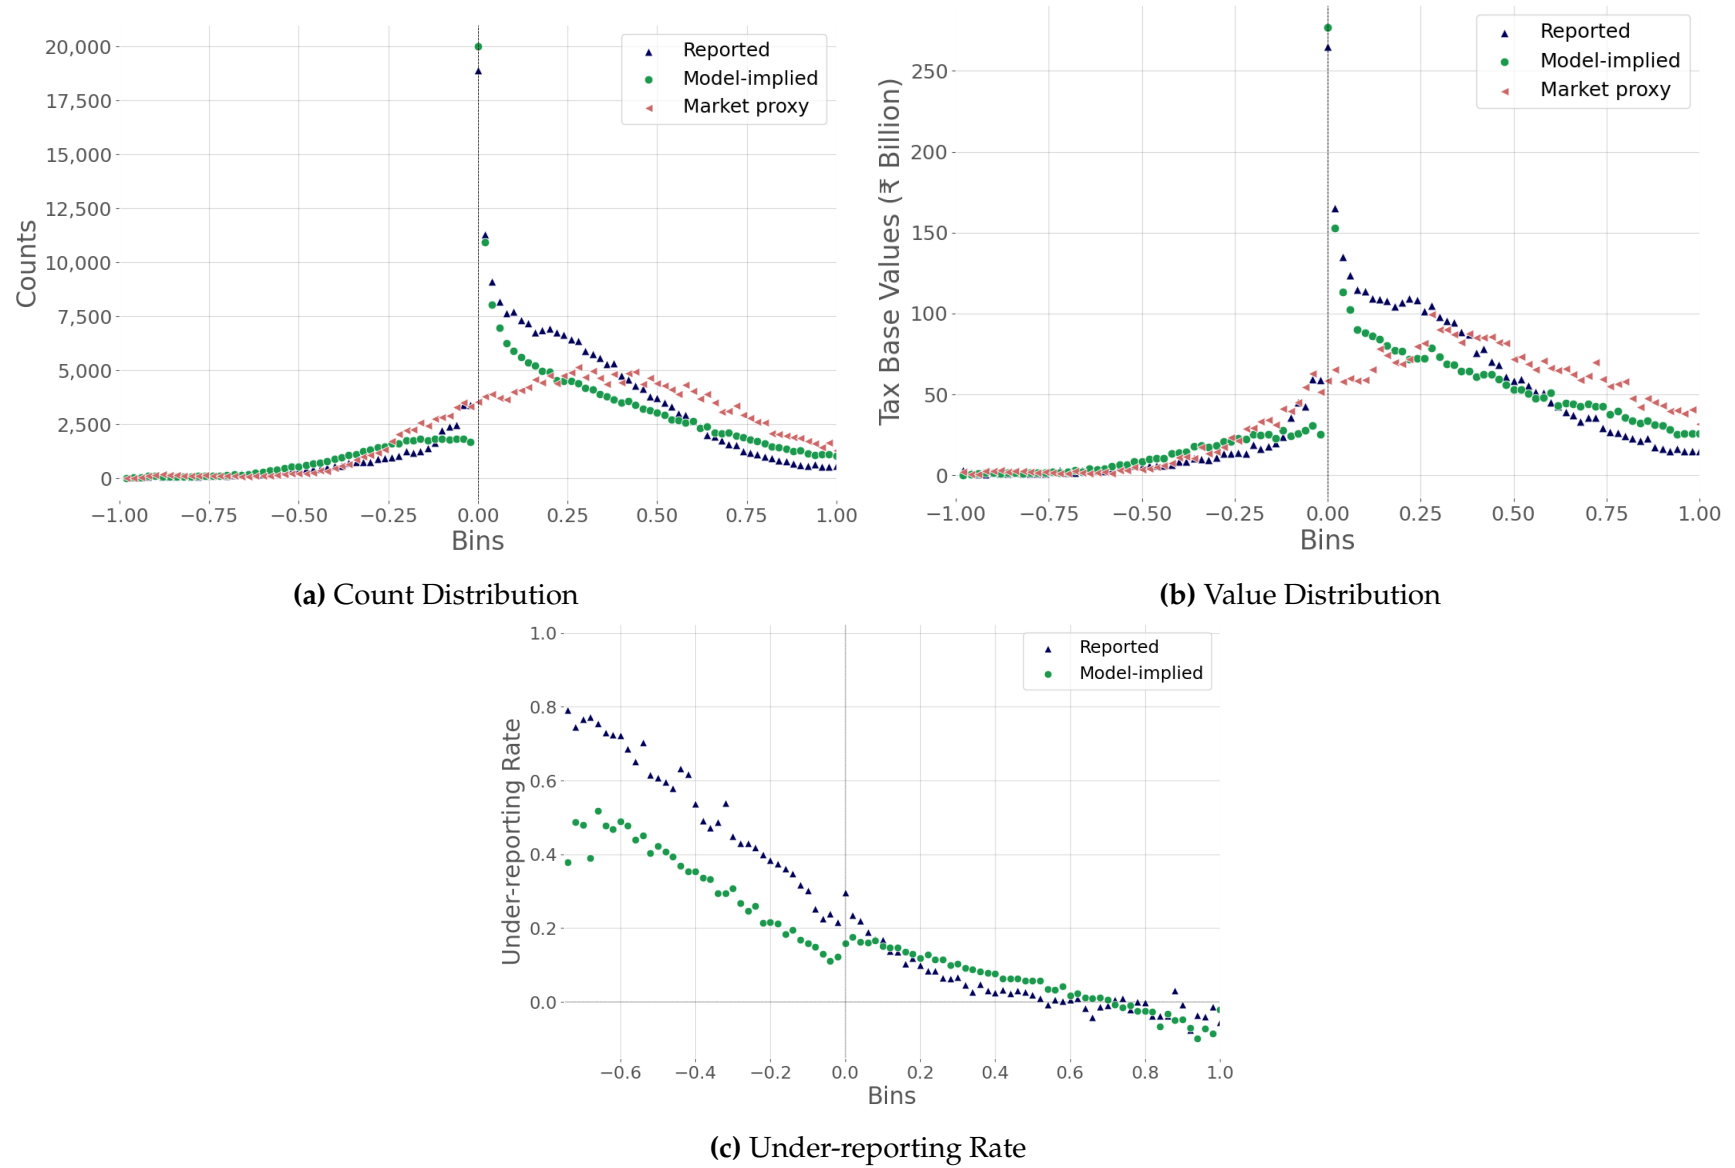 20,000
17,500
15,000
12,500
10,000
7,500
5,000
2,500
0
Counts
Reported
Model-implied
Market proxy
−1.00 −0.75 −0.50 −0.25 0.00 0.25 0.50 0.75 1.00
Bins
(a) Count Distribution
250
200
150
100
50
0
Tax Base Values (₹ Billion)
Reported
Model-implied
Market proxy
−1.00 −0.75 −0.50 −0.25 0.00 0.25 0.50 0.75 1.00
Bins
(b) Value Distribution
1.0
0.8
0.6
0.4
0.2
0.0
Under-reporting Rate
Reported
Model-implied
−0.6 −0.4 −0.2 0.0 0.2 0.4 0.6 0.8 1.0
Bins
(c) Under-reporting Rate